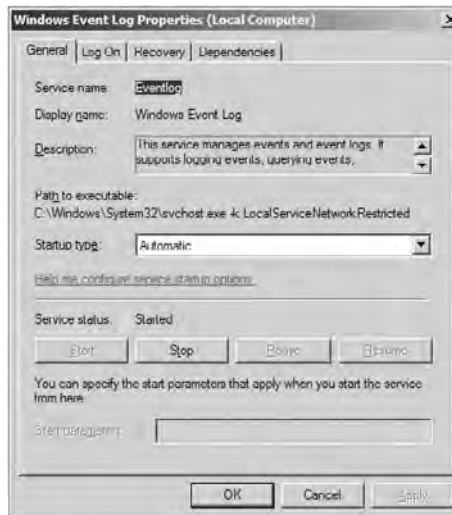 Windows Event Log Properties (Local Computer)
General Log On Recovery Dependencies
Service name: Eventlog
Display name: Windows Event Log
Description: This service manages events and event logs. It
supports logging events, querying events,
Path to executable:
C:\Windows\System32\svchost.exe -k LocalServiceNetworkRestricted
Startup type: Automatic
Help me configure service startup options.
Service status: Started
Start Stop Pause Resume
You can specify the start parameters that apply when you start the service
from here.
Start parameters:
OK Cancel Apply